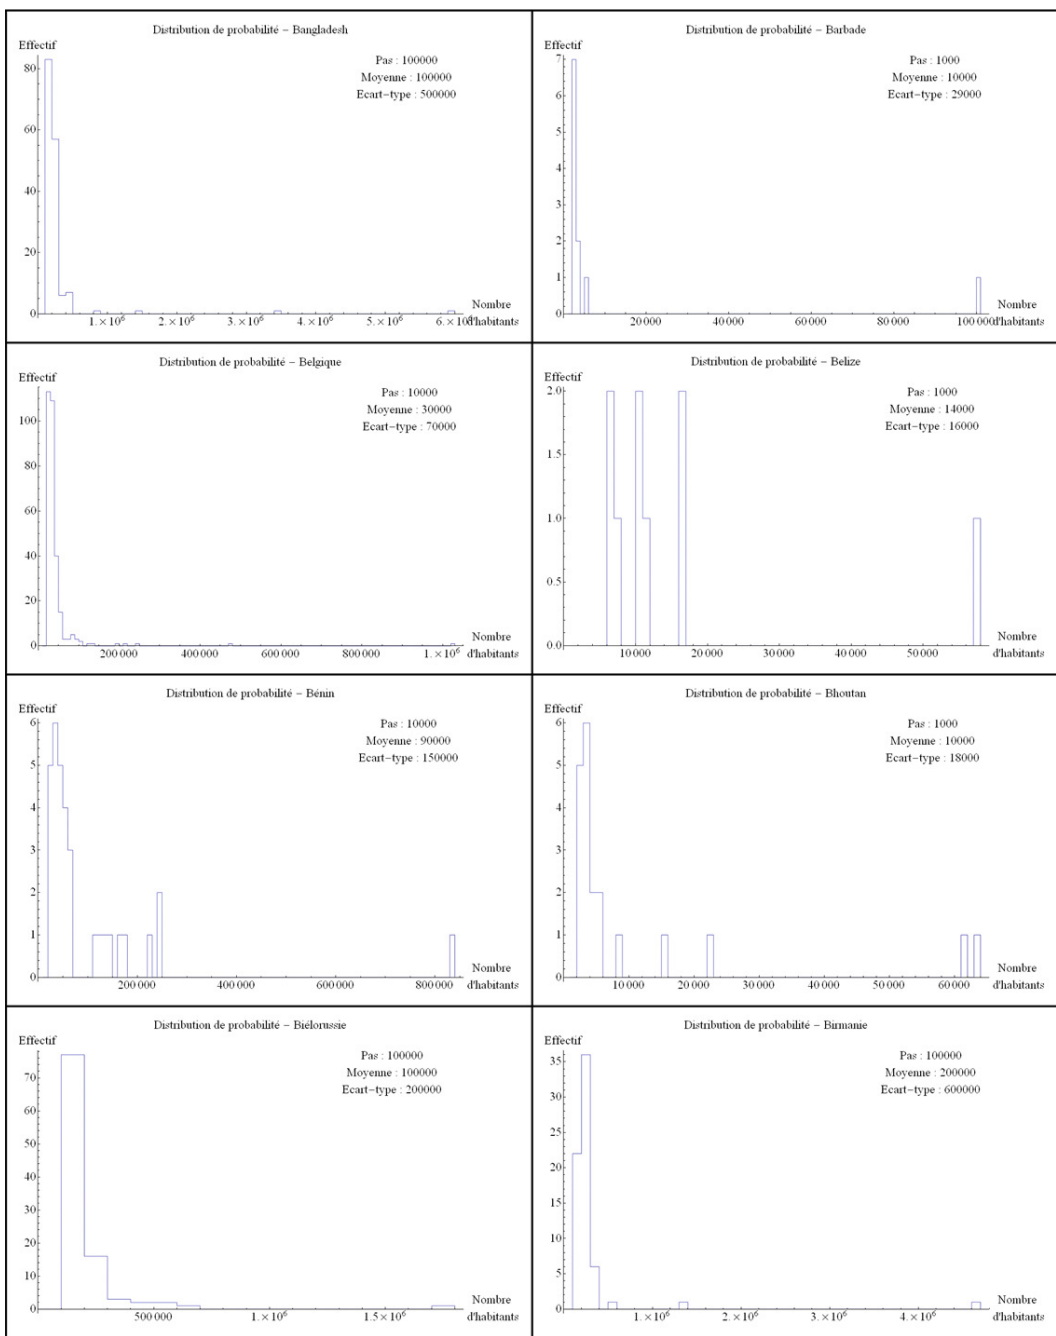 Distribution de probabilité – Bangladesh
Effectif
Pas : 100000
Moyenne : 100000
Ecart-type : 500000
80
60
40
20
0
1.×10⁶ 2.×10⁶ 3.×10⁶ 4.×10⁶ 5.×10⁶ 6.×10⁶
Nombre
d'habitants
Distribution de probabilité – Barbade
Effectif
Pas : 1000
Moyenne : 10000
Ecart-type : 29000
7
6
5
4
3
2
1
0
20000 40000 60000 80000 100000
Nombre
d'habitants
Distribution de probabilité – Belgique
Effectif
Pas : 10000
Moyenne : 30000
Ecart-type : 70000
100
80
60
40
20
0
200000 400000 600000 800000 1.×10⁶
Nombre
d'habitants
Distribution de probabilité – Belize
Effectif
Pas : 1000
Moyenne : 14000
Ecart-type : 16000
2.0
1.5
1.0
0.5
0.0
10000 20000 30000 40000 50000
Nombre
d'habitants
Distribution de probabilité – Bénin
Effectif
Pas : 10000
Moyenne : 90000
Ecart-type : 150000
6
5
4
3
2
1
0
200000 400000 600000 800000
Nombre
d'habitants
Distribution de probabilité – Bhoutan
Effectif
Pas : 1000
Moyenne : 10000
Ecart-type : 18000
6
5
4
3
2
1
0
10000 20000 30000 40000 50000 60000
Nombre
d'habitants
Distribution de probabilité – Biélorussie
Effectif
Pas : 100000
Moyenne : 100000
Ecart-type : 200000
70
60
50
40
30
20
10
0
500000 1.×10⁶ 1.5×10⁶
Nombre
d'habitants
Distribution de probabilité – Birmanie
Effectif
Pas : 100000
Moyenne : 200000
Ecart-type : 600000
35
30
25
20
15
10
5
0
1.×10⁶ 2.×10⁶ 3.×10⁶ 4.×10⁶
Nombre
d'habitants